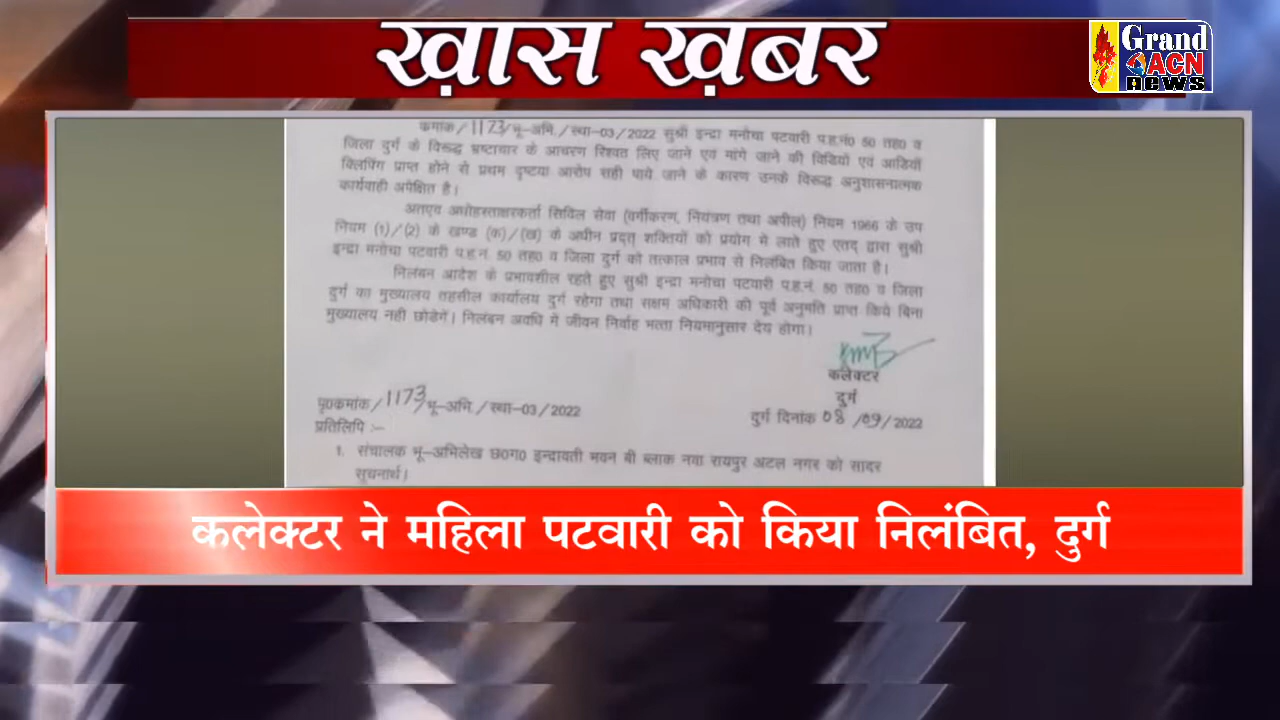 ख़ास ख़बर
Grand
ACN
news
क्रमांक/1173/भू–अभि./स्था–03/2022 सुश्री इन्द्रा मनोचा पटवारी प.ह.नं0 50 तह0 व
जिला दुर्ग के विरूद्ध भ्रष्टाचार के आचरण रिश्वत लिए जाने एवं मांगे जाने की विडियों एवं आडियों
क्लिपिंग प्राप्त होने से प्रथम दृष्टया आरोप सही पाये जाने के कारण उनके विरूद्ध अनुशासनात्मक
कार्यवाही अपेक्षित है।
अतएव अधोहस्ताक्षरकर्ता सिविल सेवा (वर्गीकरण, नियंत्रण तथा अपील) नियम 1966 के उप
नियम (1)/(2) के खण्ड (क)/(ख) के अधीन प्रदत्त् शक्तियों को प्रयोग में लाते हुए एतद् द्वारा सुश्री
इन्द्रा मनोचा पटवारी प.ह.नं. 50 तह0 व जिला दुर्ग को तत्काल प्रभाव से निलंबित किया जाता है।
निलंबन आदेश के प्रभावशील रहते हुए सुश्री इन्द्रा मनोचा पटवारी प.ह.नं. 50 तह0 व जिला
दुर्ग का मुख्यालय तहसील कार्यालय दुर्ग रहेगा तथा सक्षम अधिकारी की पूर्व अनुमति प्राप्त किये बिना
मुख्यालय नही छोडेगें। निलंबन अवधि में जीवन निर्वाह भत्ता नियमानुसार देय होगा।
कलेक्टर
दुर्ग
पृ0क्रमांक/1173/भू–अभि./स्था–03/2022
दुर्ग दिनांक 08/09/2022
प्रतिलिपि :–
1. संचालक भू–अभिलेख छ0ग0 इन्द्रावती भवन बी ब्लाक नवा रायपुर अटल नगर को सादर
सूचनार्थ।
कलेक्टर ने महिला पटवारी को किया निलंबित, दुर्ग